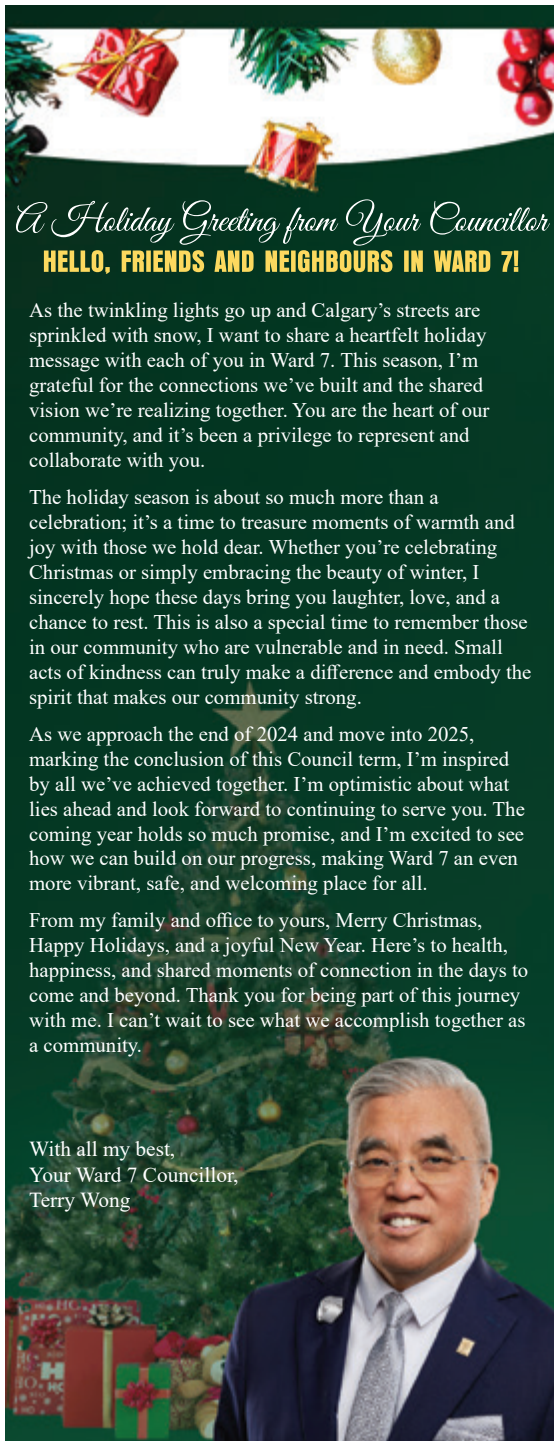 A Holiday Greeting from Your Councillor
HELLO, FRIENDS AND NEIGHBOURS IN WARD 7!
As the twinkling lights go up and Calgary’s streets are
sprinkled with snow, I want to share a heartfelt holiday
message with each of you in Ward 7. This season, I’m
grateful for the connections we’ve built and the shared
vision we’re realizing together. You are the heart of our
community, and it’s been a privilege to represent and
collaborate with you.
The holiday season is about so much more than a
celebration; it’s a time to treasure moments of warmth and
joy with those we hold dear. Whether you’re celebrating
Christmas or simply embracing the beauty of winter, I
sincerely hope these days bring you laughter, love, and a
chance to rest. This is also a special time to remember those
in our community who are vulnerable and in need. Small
acts of kindness can truly make a difference and embody the
spirit that makes our community strong.
As we approach the end of 2024 and move into 2025,
marking the conclusion of this Council term, I’m inspired
by all we’ve achieved together. I’m optimistic about what
lies ahead and look forward to continuing to serve you. The
coming year holds so much promise, and I’m excited to see
how we can build on our progress, making Ward 7 an even
more vibrant, safe, and welcoming place for all.
From my family and office to yours, Merry Christmas,
Happy Holidays, and a joyful New Year. Here’s to health,
happiness, and shared moments of connection in the days to
come and beyond. Thank you for being part of this journey
with me. I can’t wait to see what we accomplish together as
a community.
With all my best,
Your Ward 7 Councillor,
Terry Wong